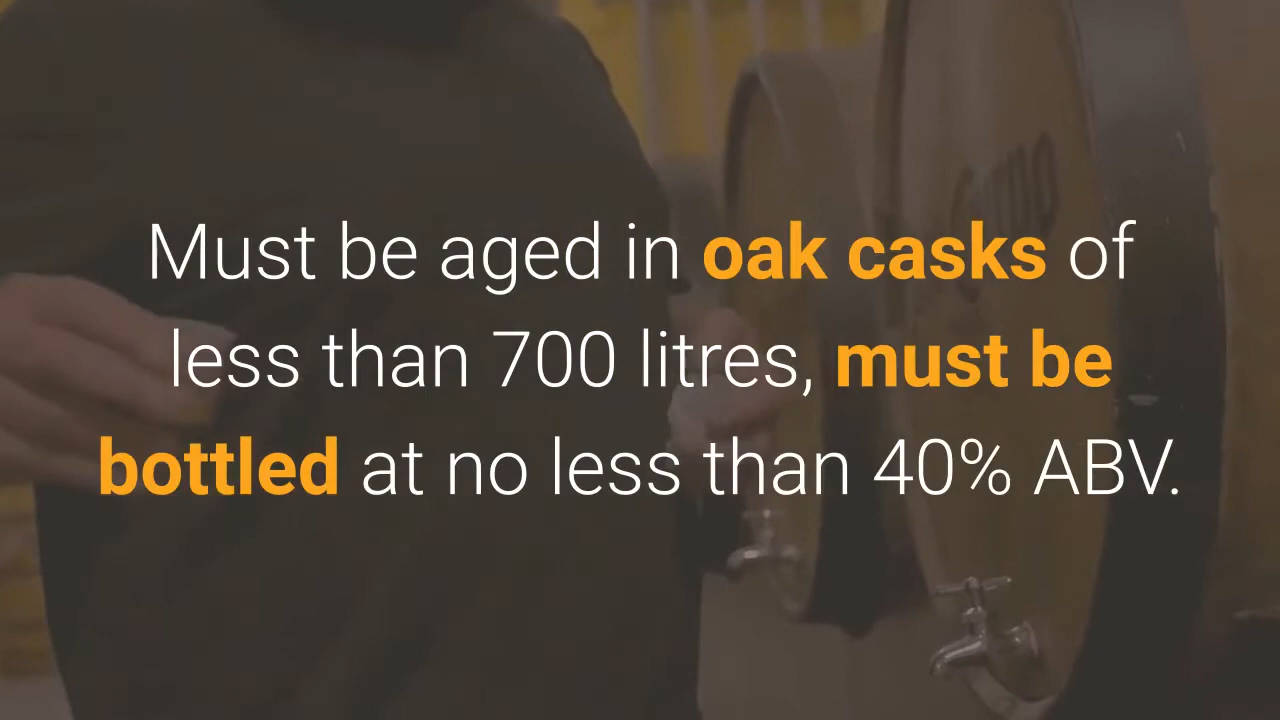 Must be aged in oak casks of
less than 700 litres, must be
bottled at no less than 40% ABV.